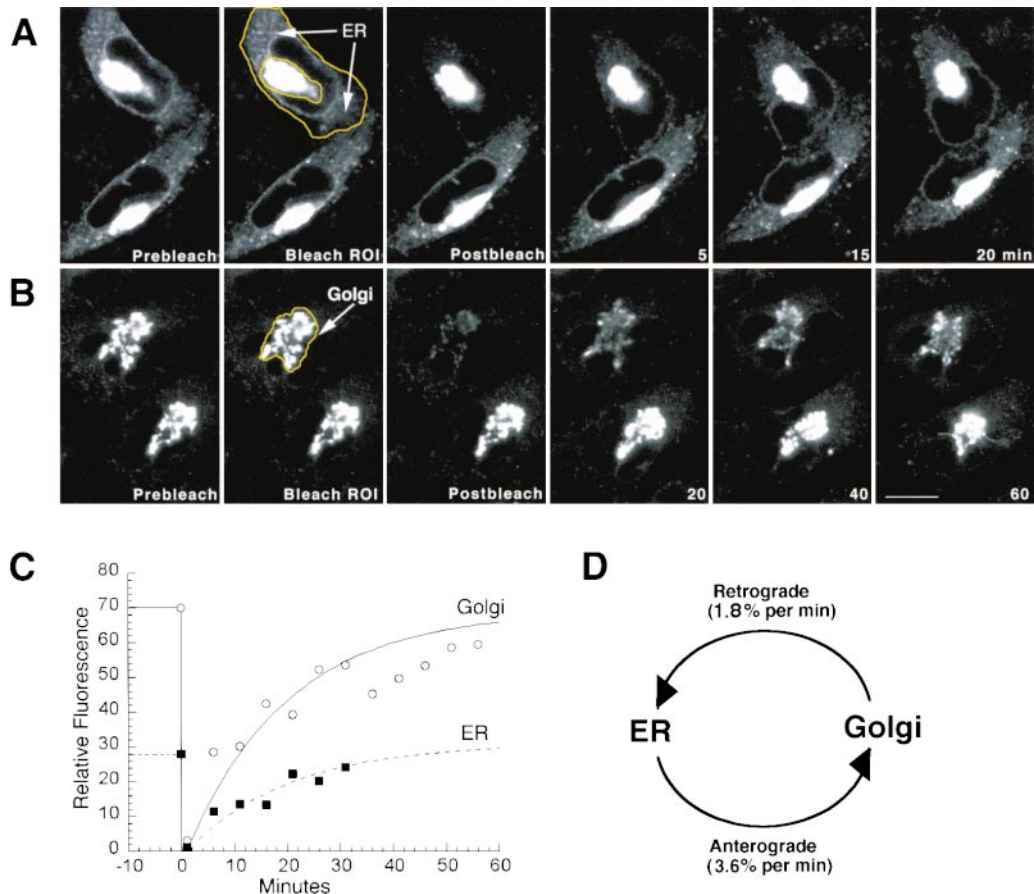 A
ER
Prebleach
Bleach ROI
Postbleach
5
15
20 min
B
Golgi
Prebleach
Bleach ROI
Postbleach
20
40
60
C
Relative Fluorescence
80
70
60
50
40
30
20
10
0
-10 0 10 20 30 40 50 60
Minutes
Golgi
ER
D
Retrograde
(1.8% per min)
ER
Golgi
Anterograde
(3.6% per min)